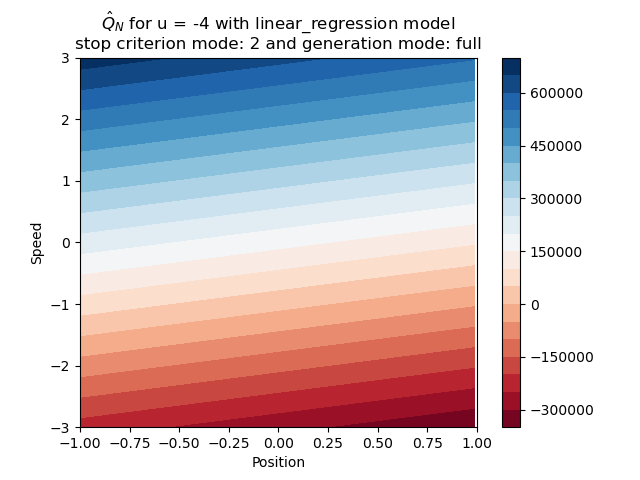 Q̂_N for u = -4 with linear_regression model
stop criterion mode: 2 and generation mode: full
3
2
1
0
−1
−2
−3
Speed
−1.00 −0.75 −0.50 −0.25 0.00 0.25 0.50 0.75 1.00
Position
600000
450000
300000
150000
0
−150000
−300000